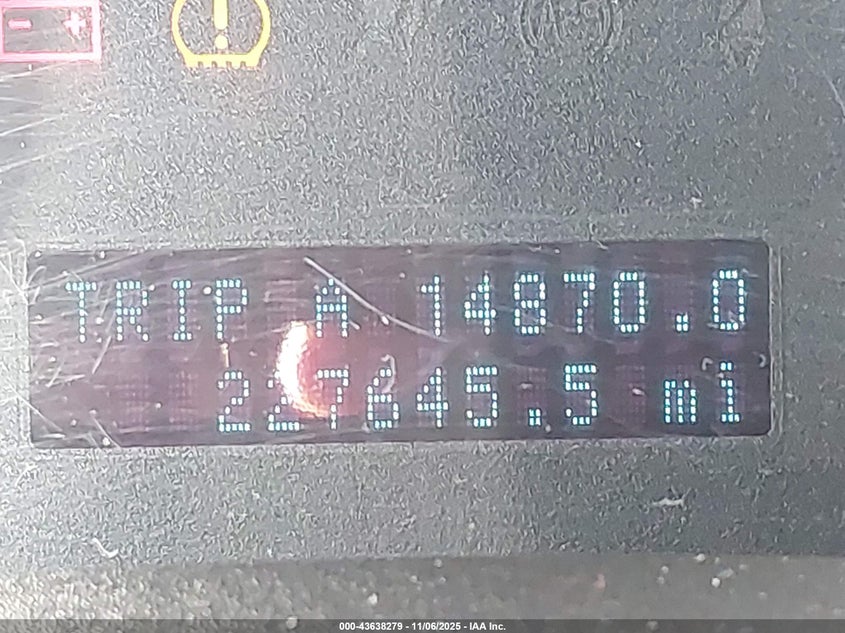 TRIP A 14870.0
227645.5 mi
000-43638279 - 11/06/2025 - IAA Inc.